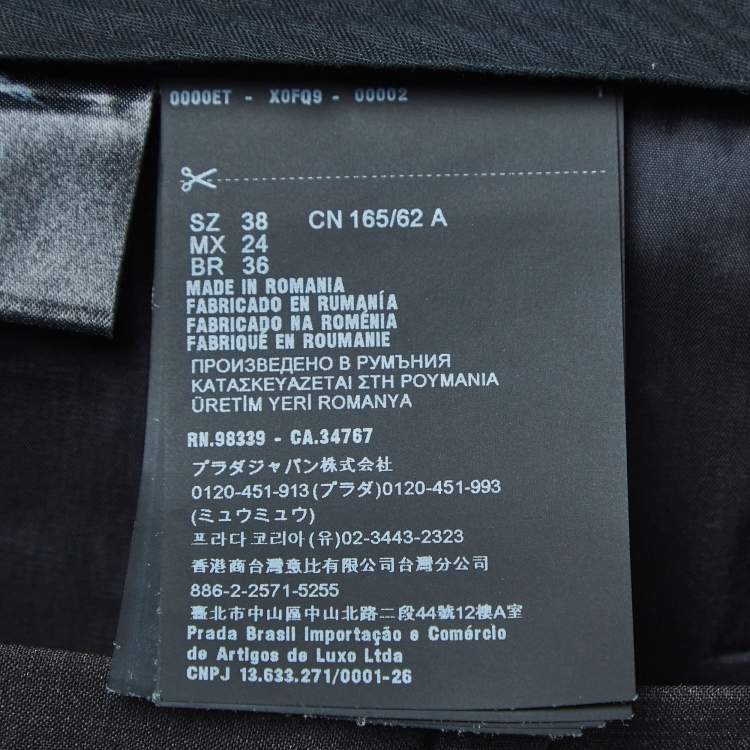 0000ET - X0FQ9 - 00002
SZ 38 CN 165/62 A
MX 24
BR 36
MADE IN ROMANIA
FABRICADO EN RUMANÍA
FABRICADO NA ROMÉNIA
FABRIQUÉ EN ROUMANIE
ПРОИЗВЕДЕНО В РУМЪНИЯ
ΚΑΤΑΣΚΕΥΑΖΕΤΑΙ ΣΤΗ ΡΟΥΜΑΝΙΑ
ÜRETİM YERİ ROMANYA
RN.98339 - CA.34767
プラダジャパン株式会社
0120-451-913(プラダ)0120-451-993
(ミュウミュウ)
프라다코리아(유)02-3443-2323
香港商台灣意比有限公司台灣分公司
886-2-2571-5255
臺北市中山區中山北路二段44號12樓A室
Prada Brasil Importação e Comércio
de Artigos de Luxo Ltda
CNPJ 13.633.271/0001-26